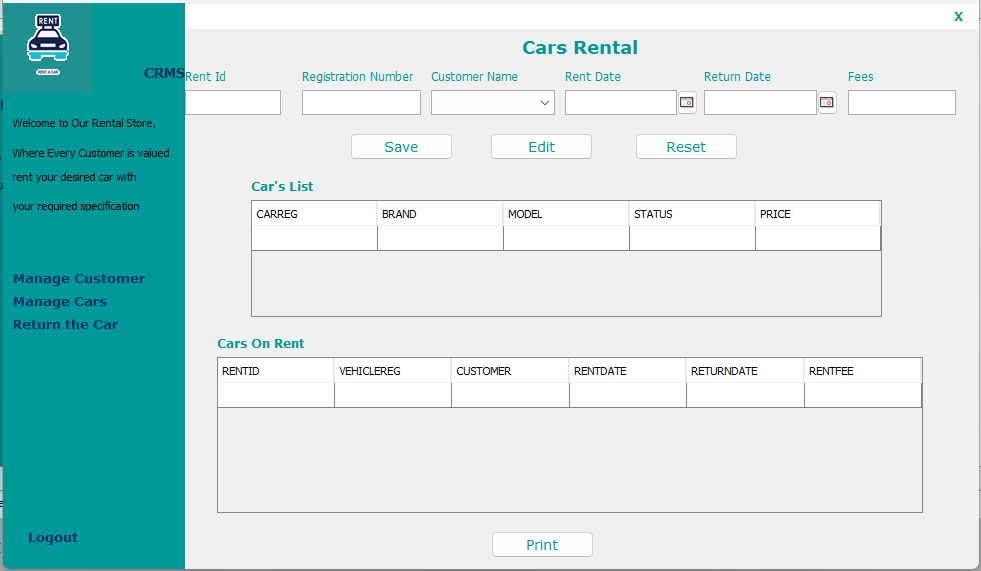 RENT
RENT A CAR
CRMS
Welcome to Our Rental Store.
Where Every Customer is valued
rent your desired car with
your required specification
Manage Customer
Manage Cars
Return the Car
Logout
X
Cars Rental
Rent Id Registration Number Customer Name Rent Date Return Date Fees
Save Edit Reset
Car's List
CARREG BRAND MODEL STATUS PRICE
Cars On Rent
RENTID VEHICLEREG CUSTOMER RENTDATE RETURNDATE RENTFEE
Print